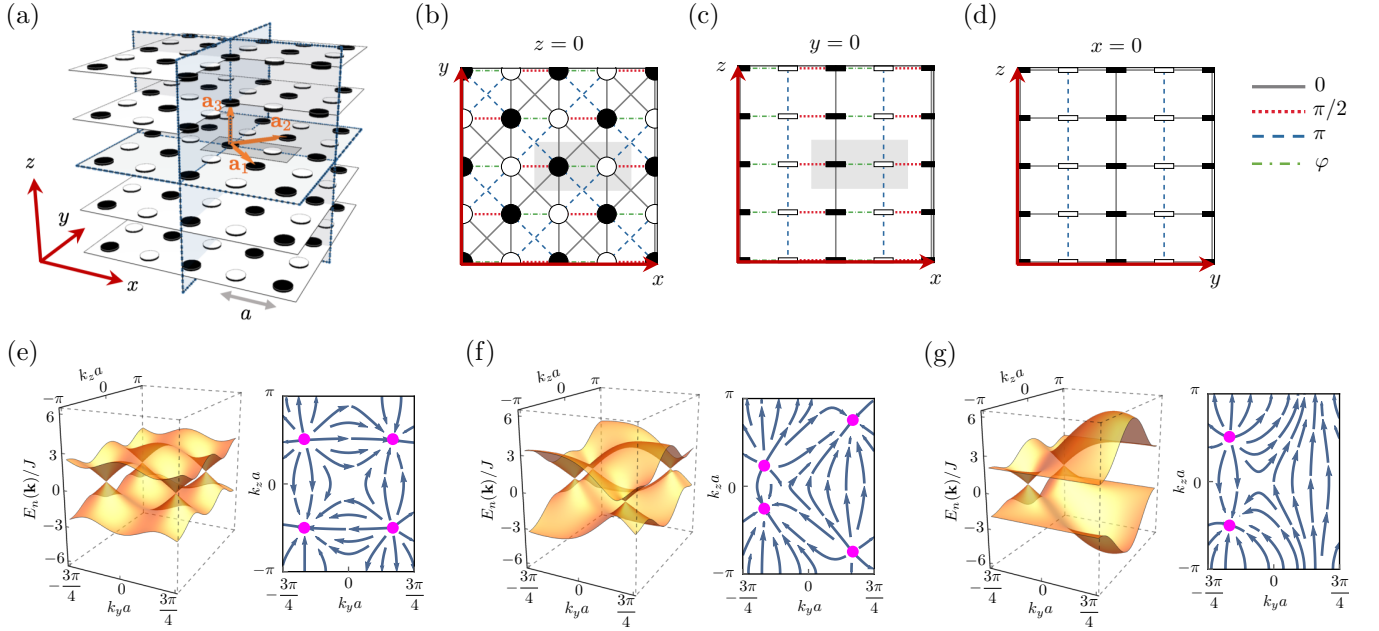 (a)
a₃
a₂
a₁
z
y
x
a
(b)
z = 0
y
x
(c)
y = 0
z
x
(d)
x = 0
z
y
0
π/2
π
φ
(e)
k_z a
−π
0
π
6
3
0
−3
−6
E_n(k)/J
−3π/4
0
3π/4
k_y a
π
k_z a
−π
−3π/4
0
3π/4
k_y a
(f)
k_z a
−π
0
π
6
3
0
−3
−6
E_n(k)/J
−3π/4
0
3π/4
k_y a
π
k_z a
−π
−3π/4
0
3π/4
k_y a
(g)
k_z a
−π
0
π
6
3
0
−3
−6
E_n(k)/J
−3π/4
0
3π/4
k_y a
π
k_z a
−π
−3π/4
0
3π/4
k_y a